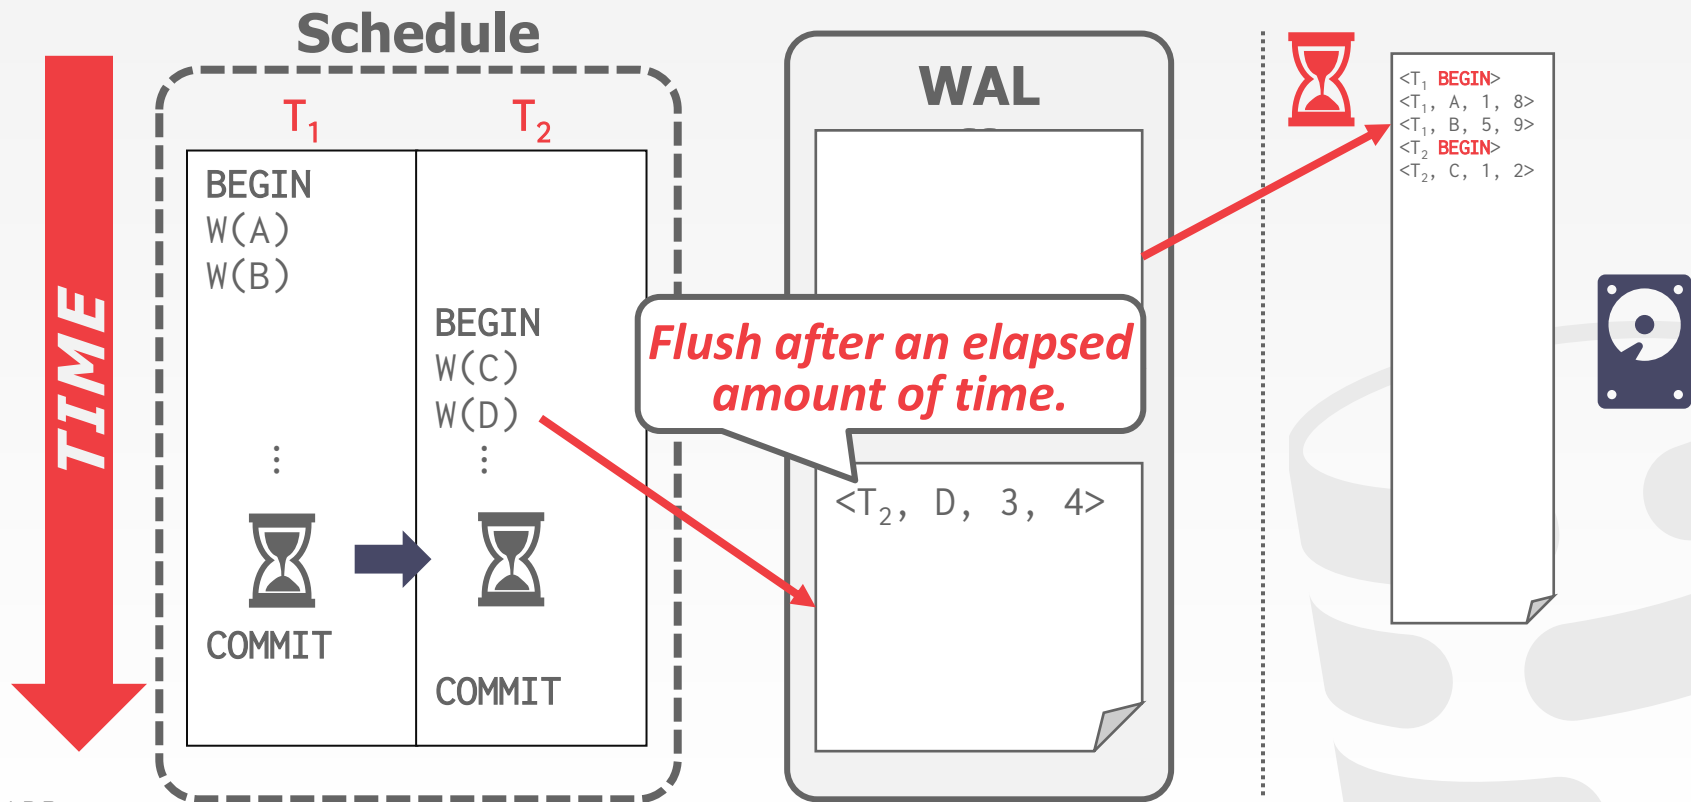 Schedule
TIME
T₁ T₂
BEGIN
W(A)
W(B)
BEGIN
W(C)
W(D)
⋮ ⋮
COMMIT
COMMIT
WAL
Flush after an elapsed
amount of time.
<T₂, D, 3, 4>
<T₁ BEGIN>
<T₁, A, 1, 8>
<T₁, B, 5, 9>
<T₂ BEGIN>
<T₂, C, 1, 2>